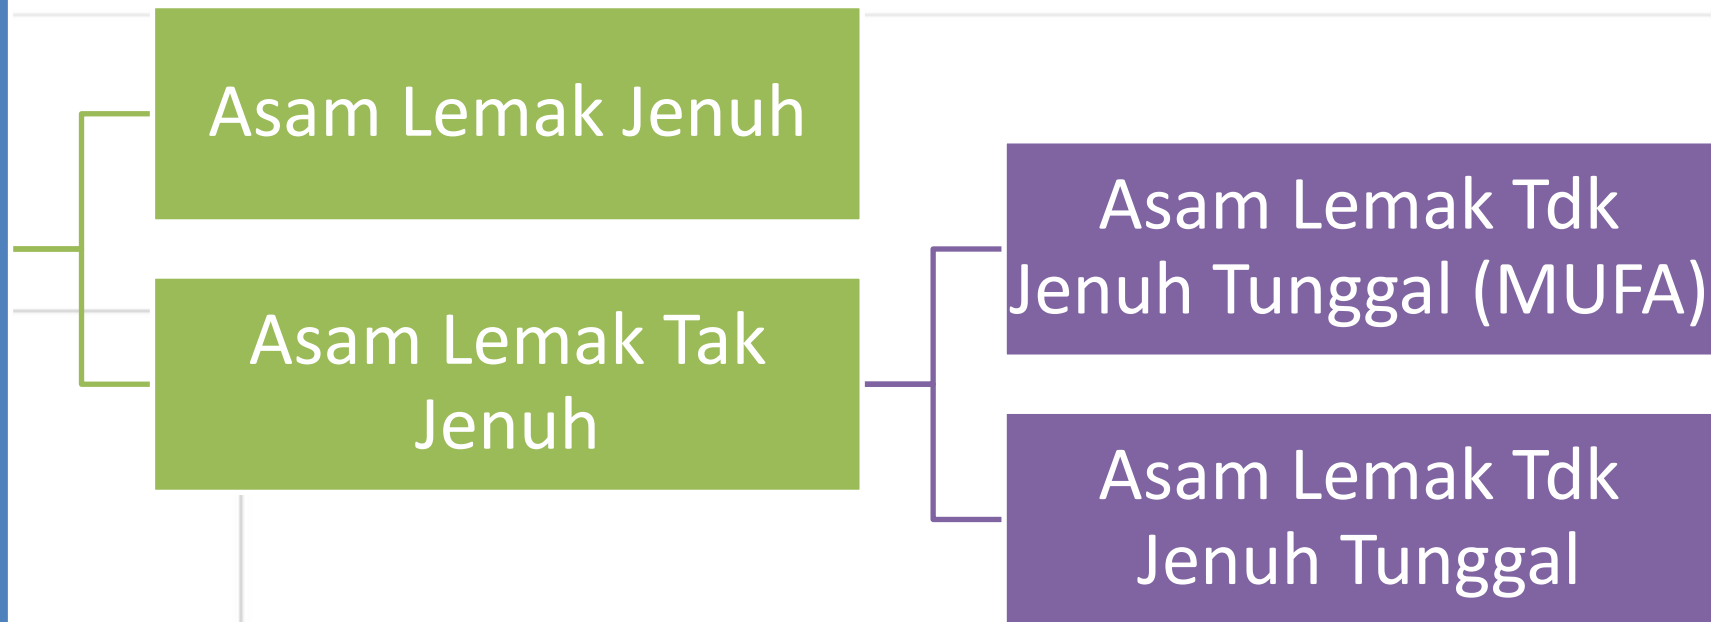 Asam Lemak Jenuh
Asam Lemak Tak
Jenuh
Asam Lemak Tdk
Jenuh Tunggal (MUFA)
Asam Lemak Tdk
Jenuh Tunggal